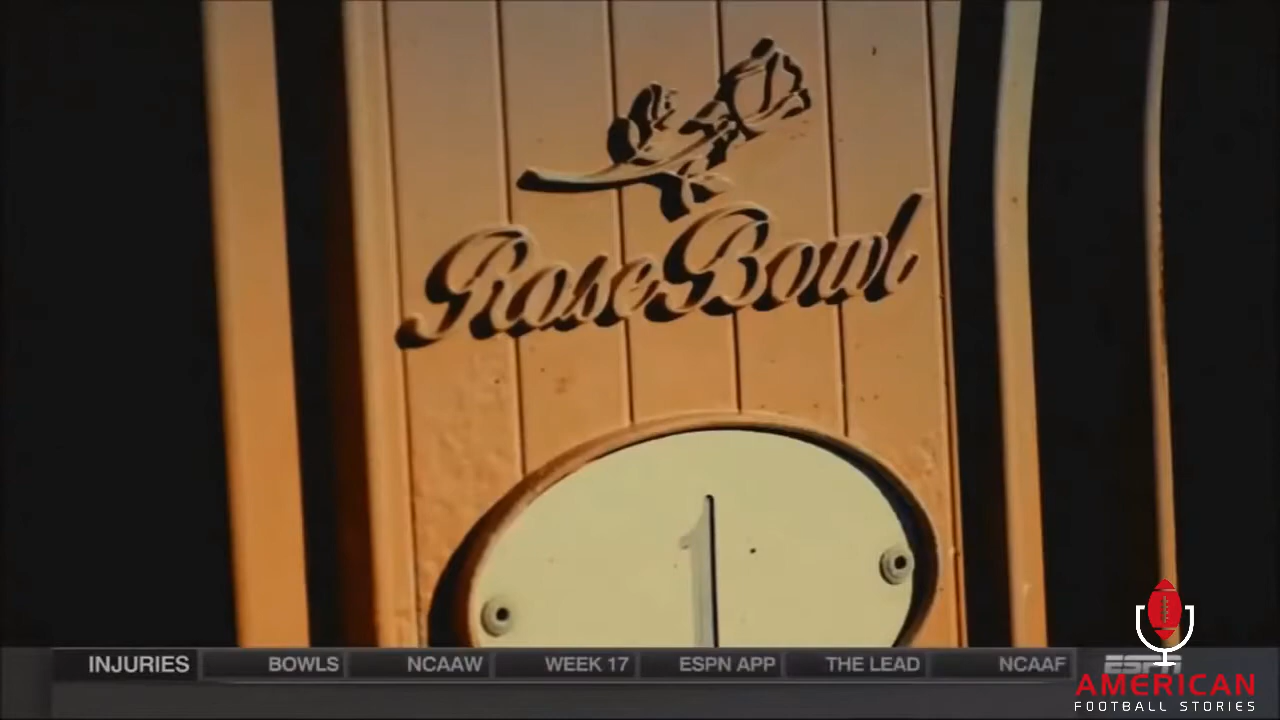 Rose Bowl
1
INJURIES BOWLS NCAAW WEEK 17 ESPN APP THE LEAD NCAAF ESPN
AMERICAN
FOOTBALL STORIES